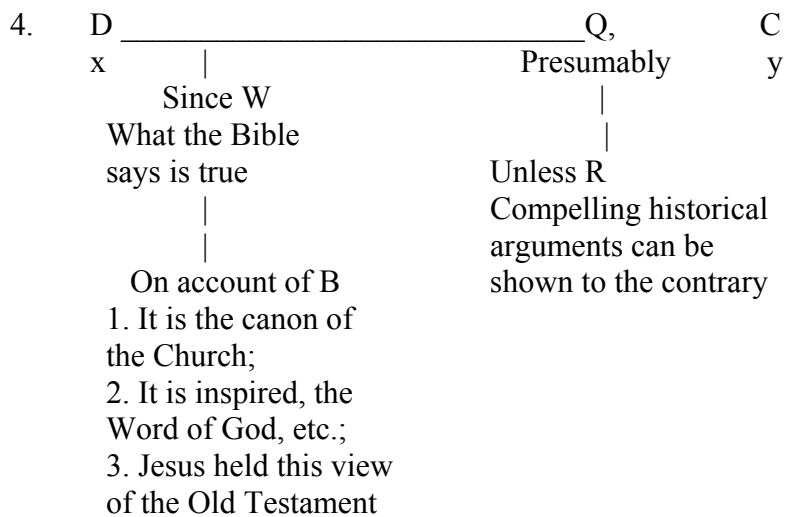 4. D ______________________________Q, C
x | Presumably y
Since W |
What the Bible |
says is true Unless R
| Compelling historical
| arguments can be
On account of B shown to the contrary
1. It is the canon of
the Church;
2. It is inspired, the
Word of God, etc.;
3. Jesus held this view
of the Old Testament